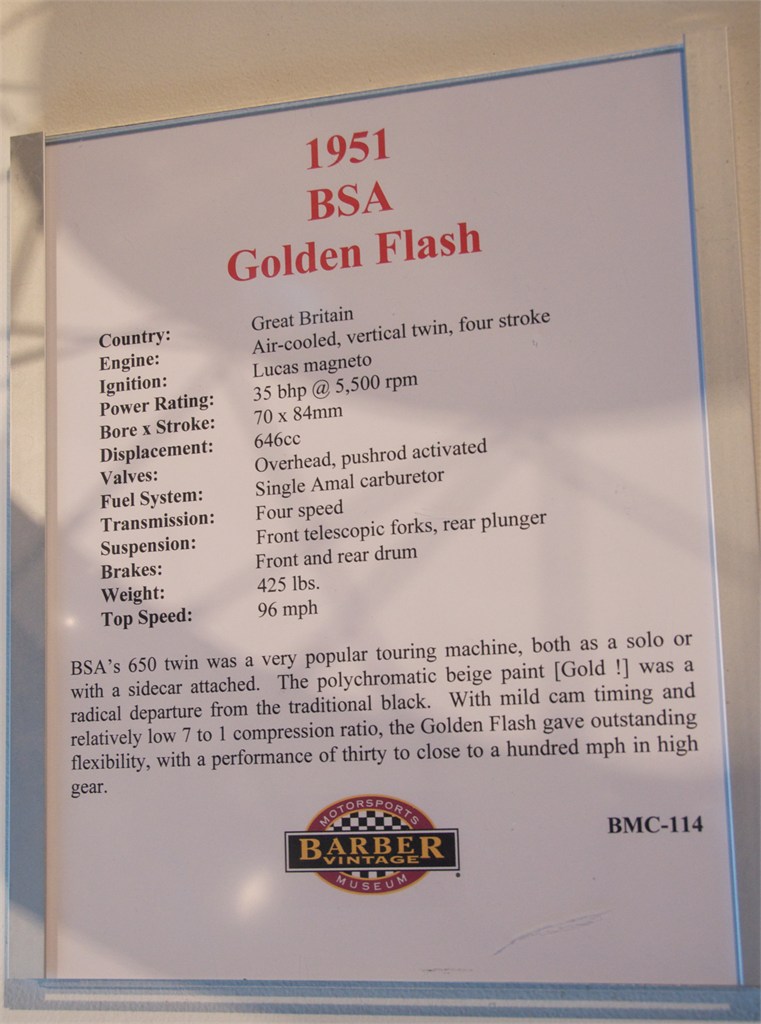 1951
BSA
Golden Flash
Country: Great Britain
Engine: Air-cooled, vertical twin, four stroke
Ignition: Lucas magneto
Power Rating: 35 bhp @ 5,500 rpm
Bore x Stroke: 70 x 84mm
Displacement: 646cc
Valves: Overhead, pushrod activated
Fuel System: Single Amal carburetor
Transmission: Four speed
Suspension: Front telescopic forks, rear plunger
Brakes: Front and rear drum
Weight: 425 lbs.
Top Speed: 96 mph
BSA's 650 twin was a very popular touring machine, both as a solo or
with a sidecar attached. The polychromatic beige paint [Gold !] was a
radical departure from the traditional black. With mild cam timing and
relatively low 7 to 1 compression ratio, the Golden Flash gave outstanding
flexibility, with a performance of thirty to close to a hundred mph in high
gear.
MOTORSPORTS
BARBER
VINTAGE
MUSEUM
BMC-114